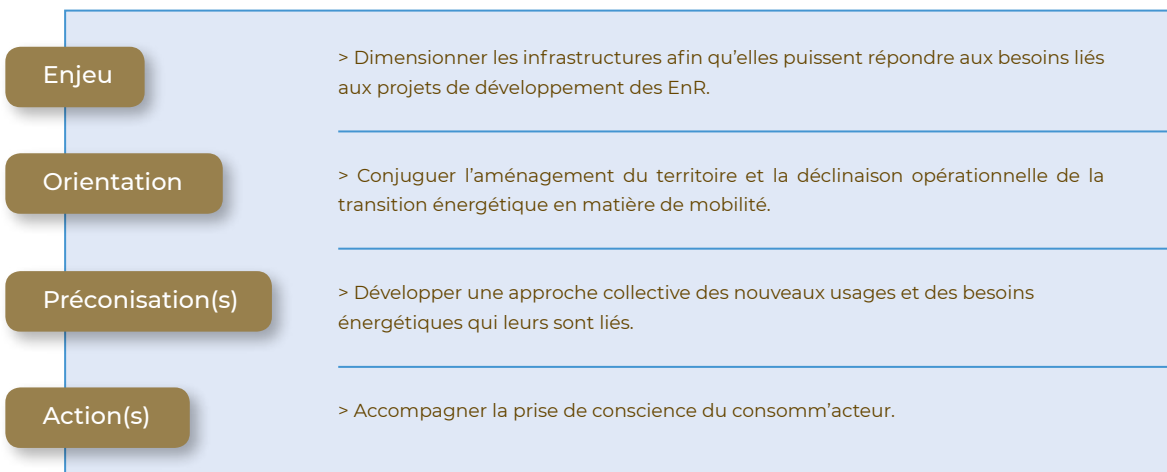 Enjeu
> Dimensionner les infrastructures afin qu'elles puissent répondre aux besoins liés
aux projets de développement des EnR.
Orientation
> Conjuguer l'aménagement du territoire et la déclinaison opérationnelle de la
transition énergétique en matière de mobilité.
Préconisation(s)
> Développer une approche collective des nouveaux usages et des besoins
énergétiques qui leurs sont liés.
Action(s)
> Accompagner la prise de conscience du consomm'acteur.